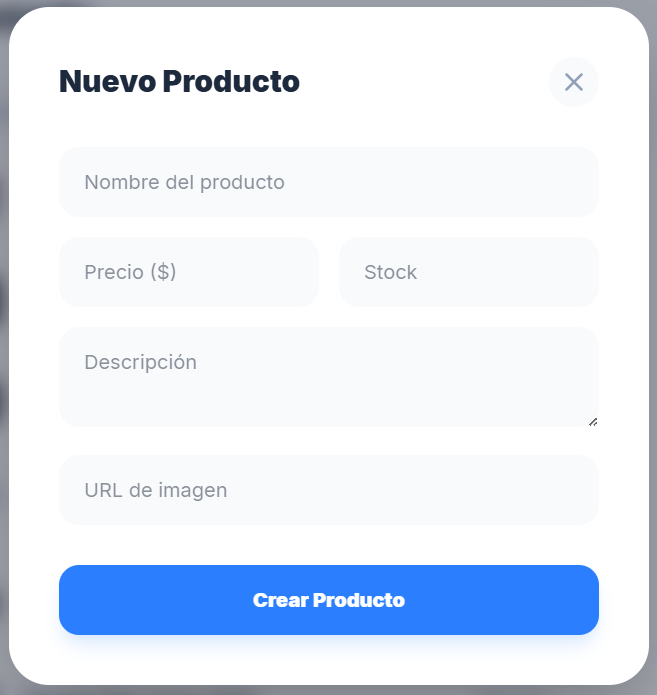 Nuevo Producto
Nombre del producto
Precio ($)
Stock
Descripción
URL de imagen
Crear Producto